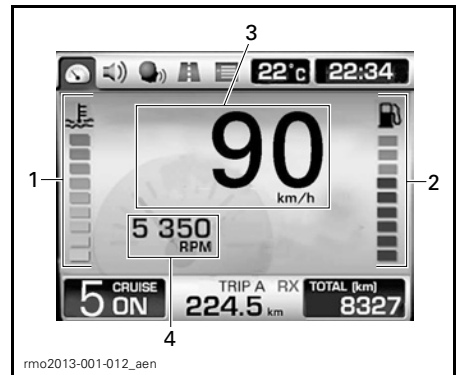 3
22°c 22:34
1
90
km/h
2
5 350
RPM
5 CRUISE ON
TRIP A RX
224.5 km
TOTAL (km)
8327
4
rmo2013-001-012_aen